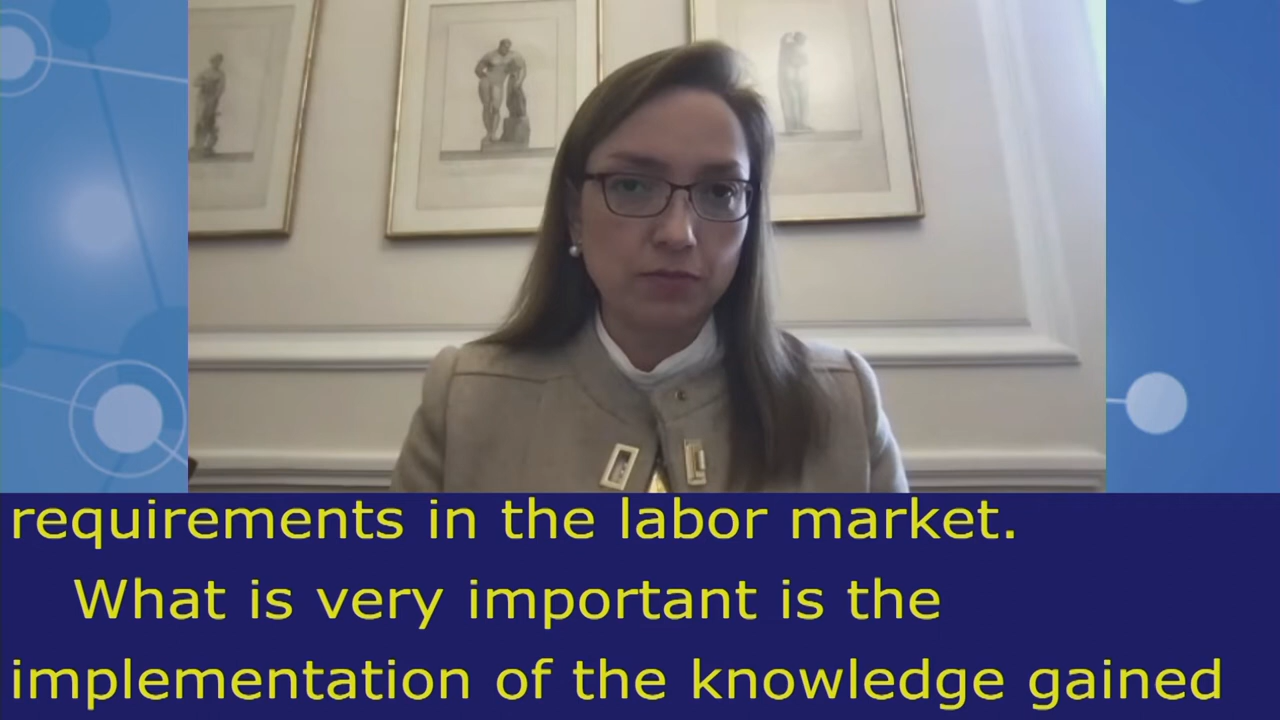 requirements in the labor market.
What is very important is the
implementation of the knowledge gained